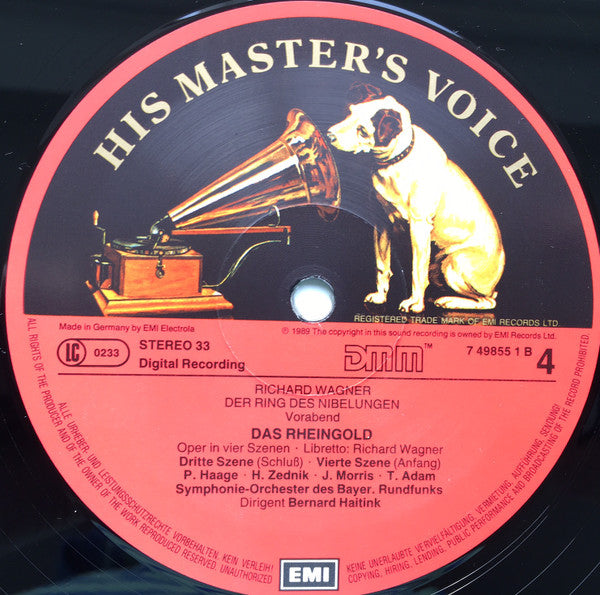 HIS MASTER'S VOICE
REGISTERED TRADE MARK OF EMI RECORDS LTD.
Made in Germany by EMI Electrola
℗ 1989 The copyright in this sound recording is owned by EMI Records Ltd.
LC 0233
STEREO 33
Digital Recording
DMM™
7 49855 1 B 4
RICHARD WAGNER
DER RING DES NIBELUNGEN
Vorabend
DAS RHEINGOLD
Oper in vier Szenen · Libretto: Richard Wagner
Dritte Szene (Schluß) · Vierte Szene (Anfang)
P. Haage · H. Zednik · J. Morris · T. Adam
Symphonie-Orchester des Bayer. Rundfunks
Dirigent Bernard Haitink
EMI
ALLE URHEBER- UND LEISTUNGSSCHUTZRECHTE VORBEHALTEN. KEIN VERLEIH! KEINE UNERLAUBTE VERVIELFÄLTIGUNG, VERMIETUNG, AUFFÜHRUNG, SENDUNG!
ALL RIGHTS OF THE PRODUCER AND OF THE OWNER OF THE WORK REPRODUCED RESERVED. UNAUTHORIZED COPYING, HIRING, LENDING, PUBLIC PERFORMANCE AND BROADCASTING OF THIS RECORD PROHIBITED.